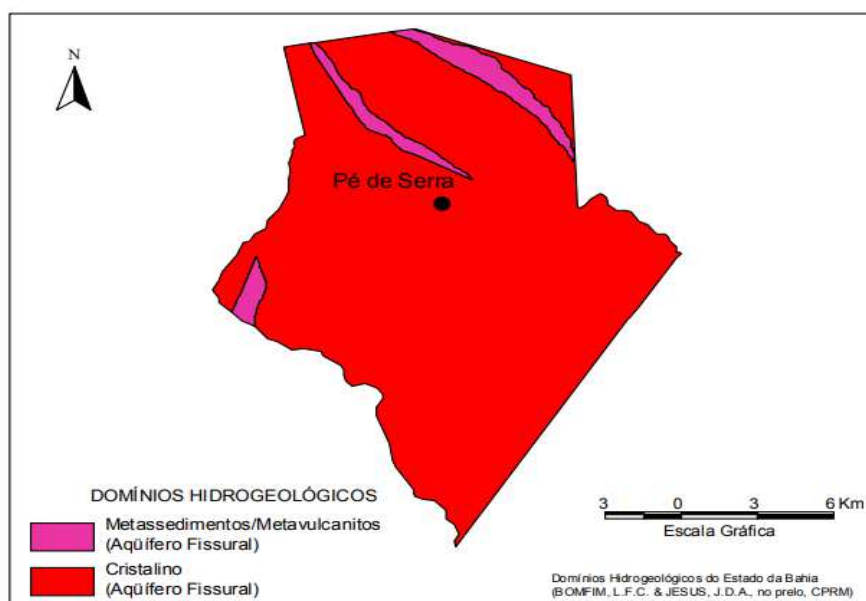 N
Pé de Serra
DOMÍNIOS HIDROGEOLÓGICOS
Metassedimentos/Metavulcanitos
(Aqüífero Fissural)
Cristalino
(Aqüífero Fissural)
3 0 3 6 Km
Escala Gráfica
Domínios Hidrogeológicos do Estado da Bahia
(BOMFIM, L.F.C. & JESUS, J.D.A., no prelo, CPRM)